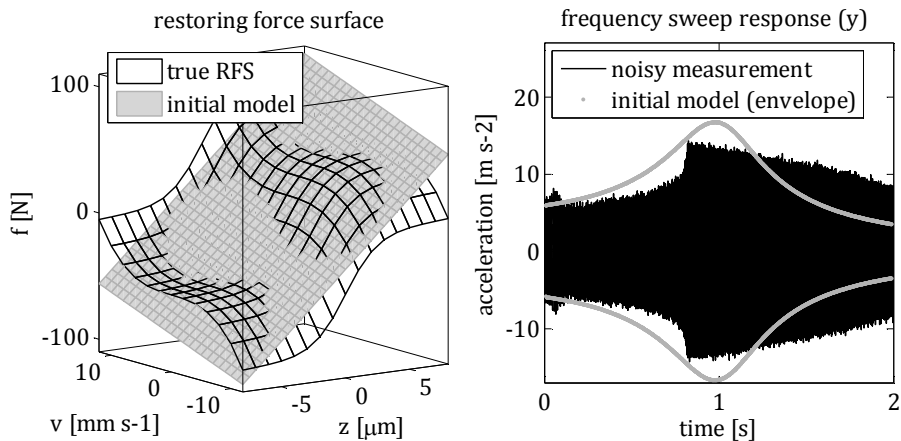 restoring force surface
true RFS
initial model
100
0
-100
f [N]
10
0
-10
v [mm s-1]
-5
0
5
z [μm]
frequency sweep response (y)
noisy measurement
initial model (envelope)
20
10
0
-10
acceleration [m s-2]
0
1
2
time [s]